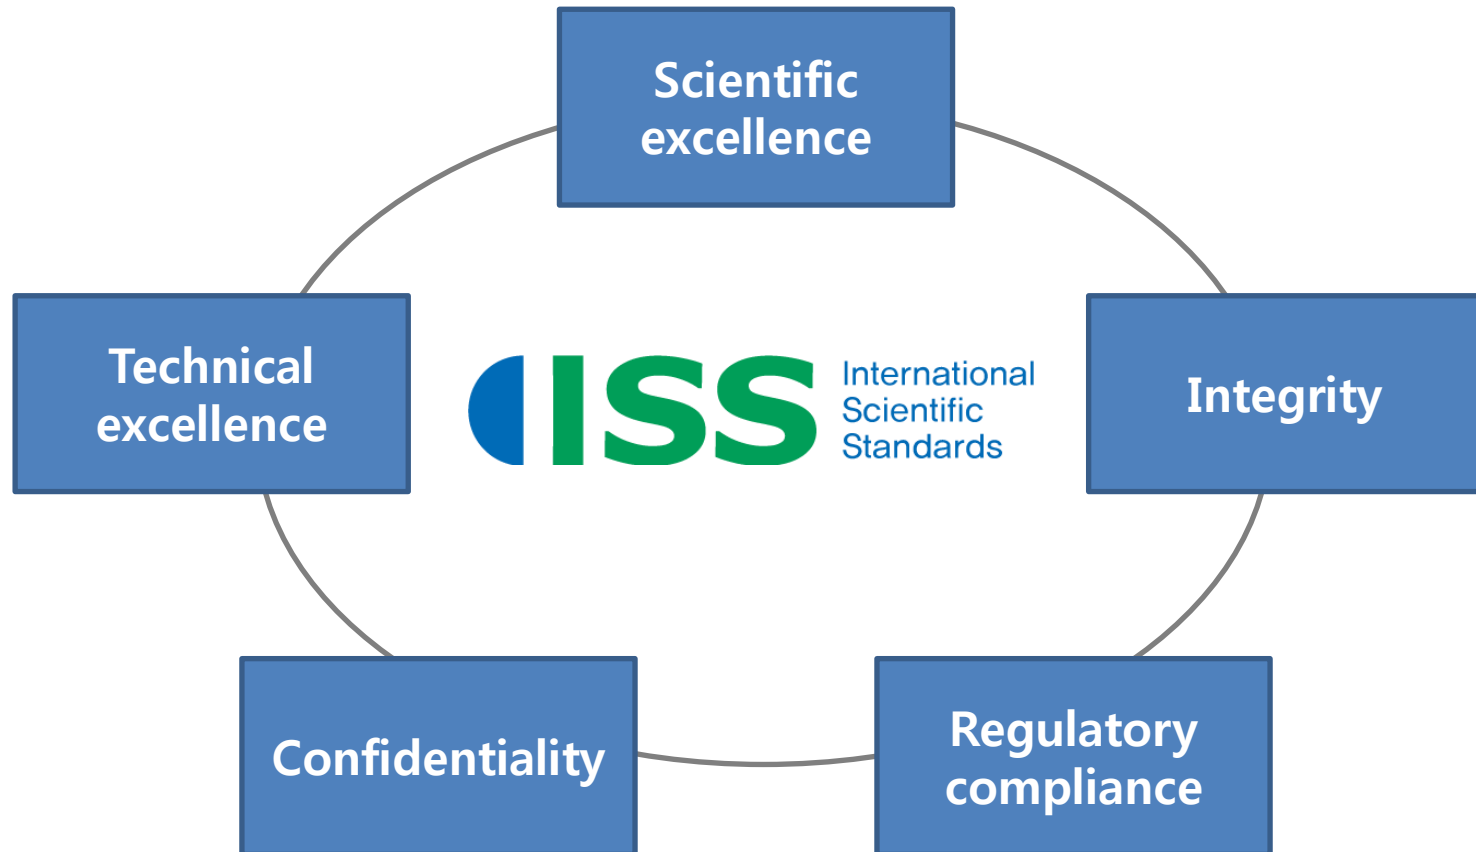 Scientific
excellence
Technical
excellence
ISS
International
Scientific
Standards
Integrity
Confidentiality
Regulatory
compliance